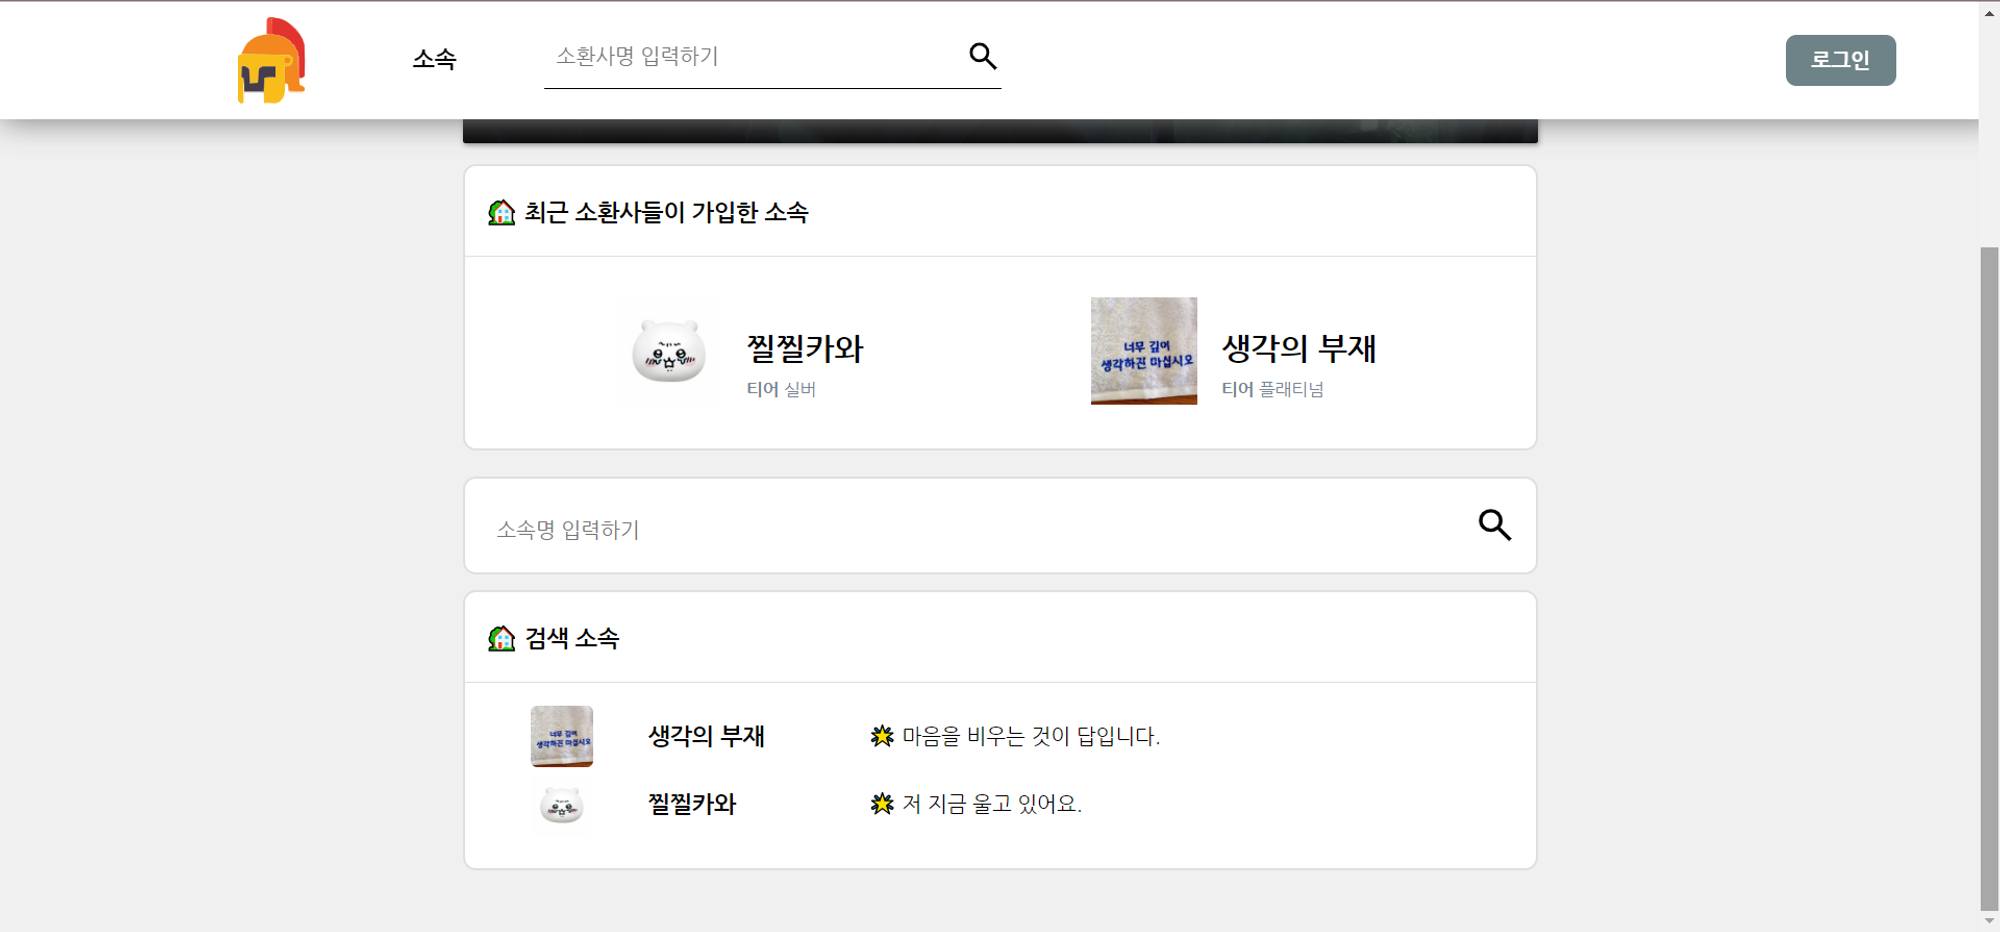 소속
소환사명 입력하기
로그인
최근 소환사들이 가입한 소속
찔찔카와
티어 실버
너무 깊이
생각하진 마십시오
생각의 부재
티어 플래티넘
소속명 입력하기
검색 소속
너무 깊이
생각하진 마십시오
생각의 부재
마음을 비우는 것이 답입니다.
찔찔카와
저 지금 울고 있어요.